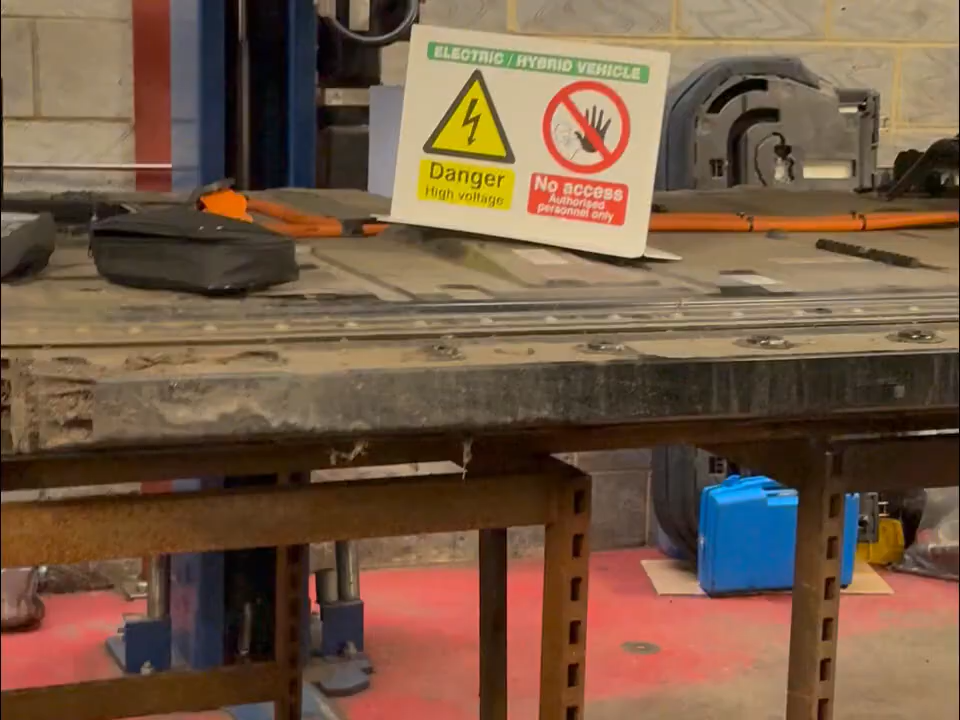 ELECTRIC / HYBRID VEHICLE
Danger
High voltage
No access
Authorised
personnel only